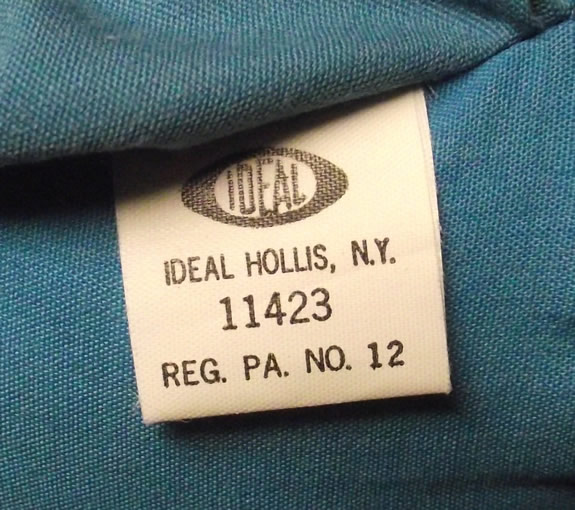 IDEAL
IDEAL HOLLIS, N.Y.
11423
REG. PA. NO. 12